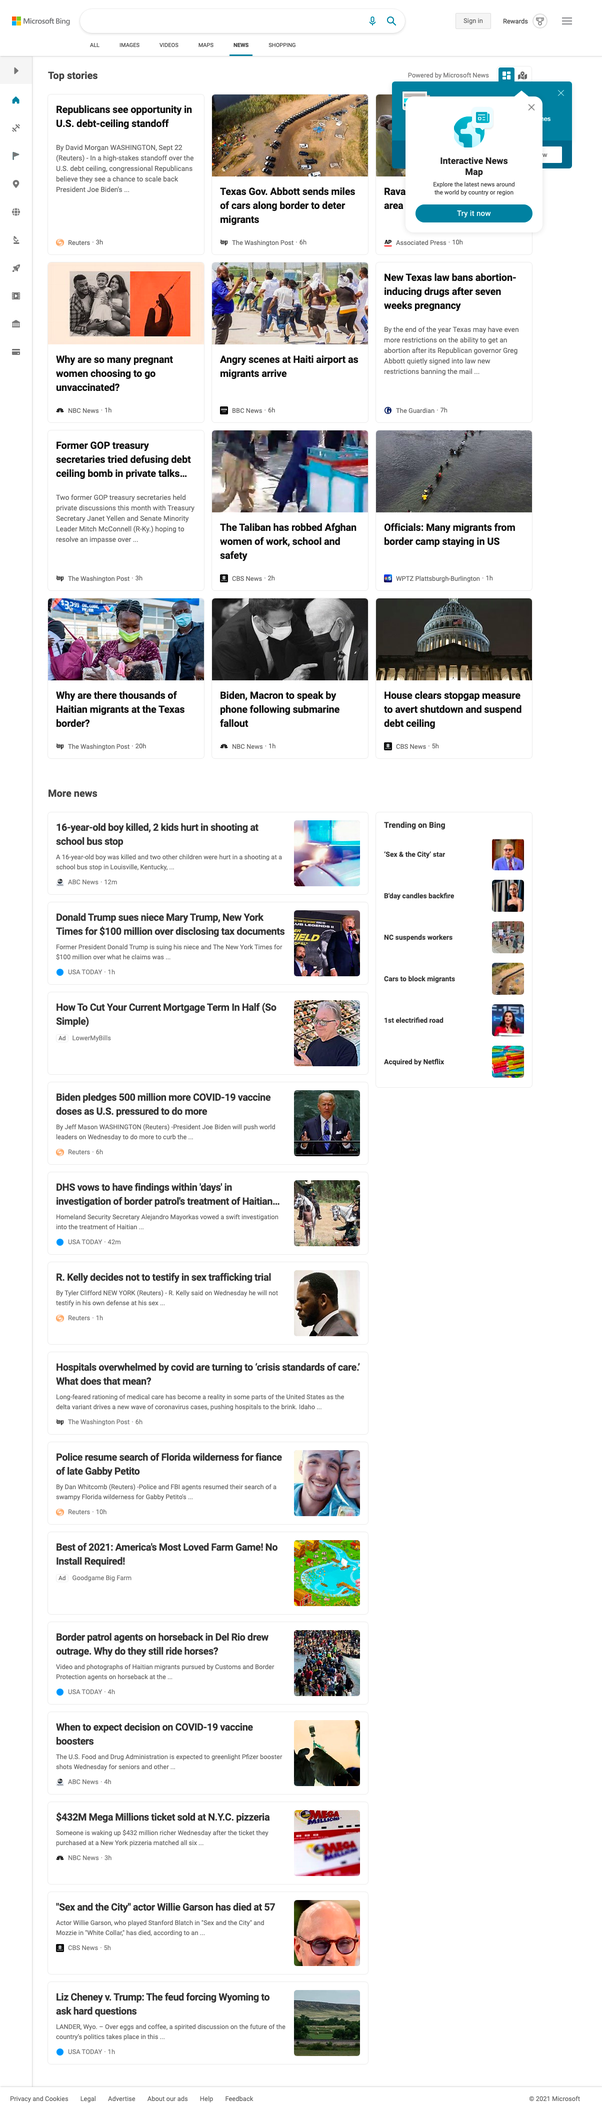 Microsoft Bing
Sign in
Rewards
ALL
IMAGES
VIDEOS
MAPS
NEWS
SHOPPING
Top stories
Powered by Microsoft News
Interactive News
Map
Explore the latest news around
the world by country or region
Try it now
Republicans see opportunity in
U.S. debt-ceiling standoff
By David Morgan WASHINGTON, Sept 22
(Reuters) - In a high-stakes standoff over the
U.S. debt ceiling, congressional Republicans
believe they see a chance to scale back
President Joe Biden's ...
Reuters · 3h
Texas Gov. Abbott sends miles
of cars along border to deter
migrants
The Washington Post · 6h
Associated Press · 10h
Why are so many pregnant
women choosing to go
unvaccinated?
NBC News · 1h
Angry scenes at Haiti airport as
migrants arrive
BBC News · 6h
New Texas law bans abortion-
inducing drugs after seven
weeks pregnancy
By the end of the year Texas may have even
more restrictions on the ability to get an
abortion after its Republican governor Greg
Abbott quietly signed into law new
restrictions banning the mail ...
The Guardian · 7h
Former GOP treasury
secretaries tried defusing debt
ceiling bomb in private talks...
Two former GOP treasury secretaries held
private discussions this month with Treasury
Secretary Janet Yellen and Senate Minority
Leader Mitch McConnell (R-Ky.) hoping to
resolve an impasse over ...
The Washington Post · 3h
The Taliban has robbed Afghan
women of work, school and
safety
CBS News · 2h
Officials: Many migrants from
border camp staying in US
WPTZ Plattsburgh-Burlington · 1h
Why are there thousands of
Haitian migrants at the Texas
border?
The Washington Post · 20h
Biden, Macron to speak by
phone following submarine
fallout
NBC News · 1h
House clears stopgap measure
to avert shutdown and suspend
debt ceiling
CBS News · 5h
More news
16-year-old boy killed, 2 kids hurt in shooting at
school bus stop
A 16-year-old boy was killed and two other children were hurt in a shooting at a
school bus stop in Louisville, Kentucky, ...
ABC News · 12m
Donald Trump sues niece Mary Trump, New York
Times for $100 million over disclosing tax documents
Former President Donald Trump is suing his niece and The New York Times for
$100 million over what he claims was ...
USA TODAY · 1h
How To Cut Your Current Mortgage Term In Half (So
Simple)
Ad LowerMyBills
Biden pledges 500 million more COVID-19 vaccine
doses as U.S. pressured to do more
By Jeff Mason WASHINGTON (Reuters) -President Joe Biden will push world
leaders on Wednesday to do more to curb the ...
Reuters · 6h
DHS vows to have findings within 'days' in
investigation of border patrol's treatment of Haitian...
Homeland Security Secretary Alejandro Mayorkas vowed a swift investigation
into the treatment of Haitian ...
USA TODAY · 42m
R. Kelly decides not to testify in sex trafficking trial
By Tyler Clifford NEW YORK (Reuters) - R. Kelly said on Wednesday he will not
testify in his own defense at his sex ...
Reuters · 1h
Hospitals overwhelmed by covid are turning to 'crisis standards of care.'
What does that mean?
Long-feared rationing of medical care has become a reality in some parts of the United States as the
delta variant drives a new wave of coronavirus cases, pushing hospitals to the brink. Idaho ...
The Washington Post · 6h
Police resume search of Florida wilderness for fiance
of late Gabby Petito
By Dan Whitcomb (Reuters) -Police and FBI agents resumed their search of a
swampy Florida wilderness for Gabby Petito's ...
Reuters · 10h
Best of 2021: America's Most Loved Farm Game! No
Install Required!
Ad Goodgame Big Farm
Border patrol agents on horseback in Del Rio drew
outrage. Why do they still ride horses?
Video and photographs of Haitian migrants pursued by Customs and Border
Protection agents on horseback at the ...
USA TODAY · 4h
When to expect decision on COVID-19 vaccine
boosters
The U.S. Food and Drug Administration is expected to greenlight Pfizer booster
shots Wednesday for seniors and other ...
ABC News · 4h
$432M Mega Millions ticket sold at N.Y.C. pizzeria
Someone is waking up $432 million richer Wednesday after the ticket they
purchased at a New York pizzeria matched all six ...
NBC News · 3h
"Sex and the City" actor Willie Garson has died at 57
Actor Willie Garson, who played Stanford Blatch in "Sex and the City" and
Mozzie in "White Collar," has died, according to an ...
CBS News · 5h
Liz Cheney v. Trump: The feud forcing Wyoming to
ask hard questions
LANDER, Wyo. – Over eggs and coffee, a spirited discussion on the future of the
country's politics takes place in this ...
USA TODAY · 1h
Trending on Bing
'Sex & the City' star
B'day candles backfire
NC suspends workers
Cars to block migrants
1st electrified road
Acquired by Netflix
Privacy and Cookies
Legal
Advertise
About our ads
Help
Feedback
© 2021 Microsoft